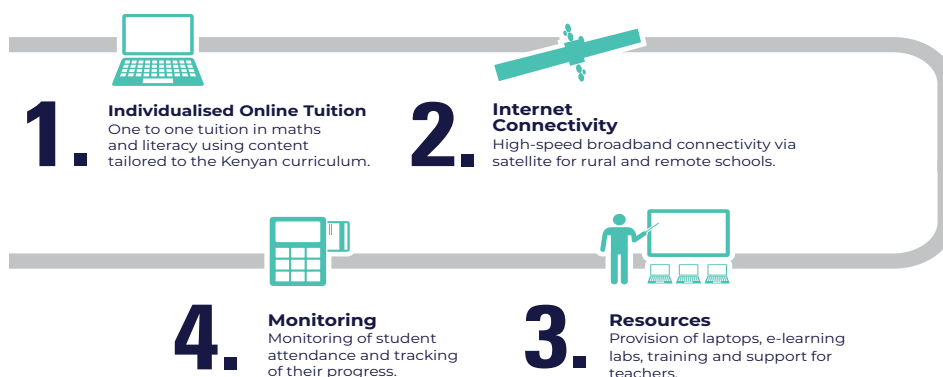 1.
Individualised Online Tuition
One to one tuition in maths
and literacy using content
tailored to the Kenyan curriculum.
2.
Internet
Connectivity
High-speed broadband connectivity via
satellite for rural and remote schools.
3.
Resources
Provision of laptops, e-learning
labs, training and support for
teachers.
4.
Monitoring
Monitoring of student
attendance and tracking
of their progress.